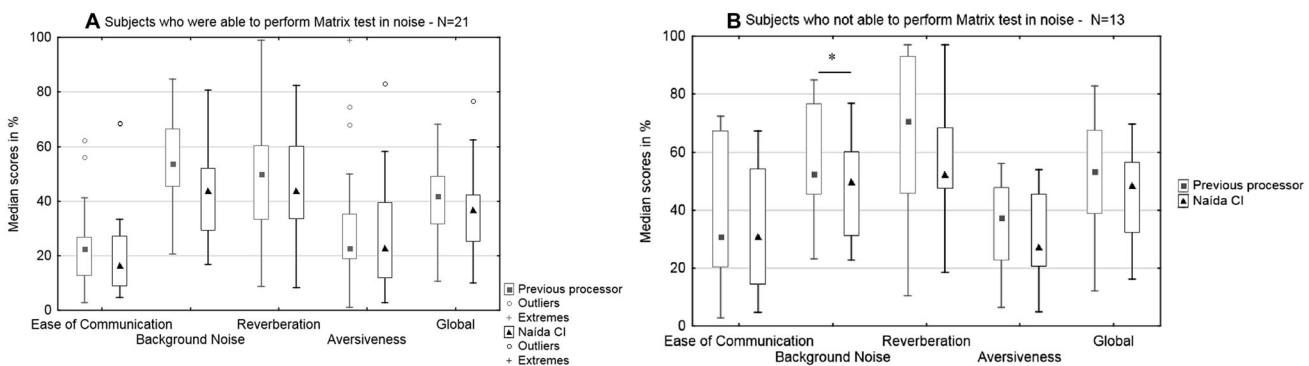 A Subjects who were able to perform Matrix test in noise - N=21
Median scores in %
100
80
60
40
20
0
Ease of Communication
Background Noise
Reverberation
Aversiveness
Global
Previous processor
Outliers
Extremes
Naída CI
Outliers
Extremes
B Subjects who not able to perform Matrix test in noise - N=13
Median scores in %
100
80
60
40
20
0
*
Ease of Communication
Background Noise
Reverberation
Aversiveness
Global
Previous processor
Naída CI